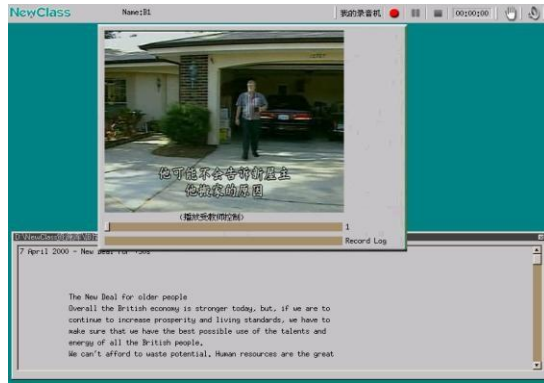 NewClass
Name:B1
我的录音机
00:00:00
他可能不会告诉新屋主
他搬家的原因
(播放受教师控制)
1
Record Log
7 April 2000 - New Deal for +50s
The New Deal for older people
Overall the British economy is stronger today, but, if we are to
continue to increase prosperity and living standards, we have to
make sure that we have the best possible use of the talents and
energy of all the British people.
We can't afford to waste potential. Human resources are the great